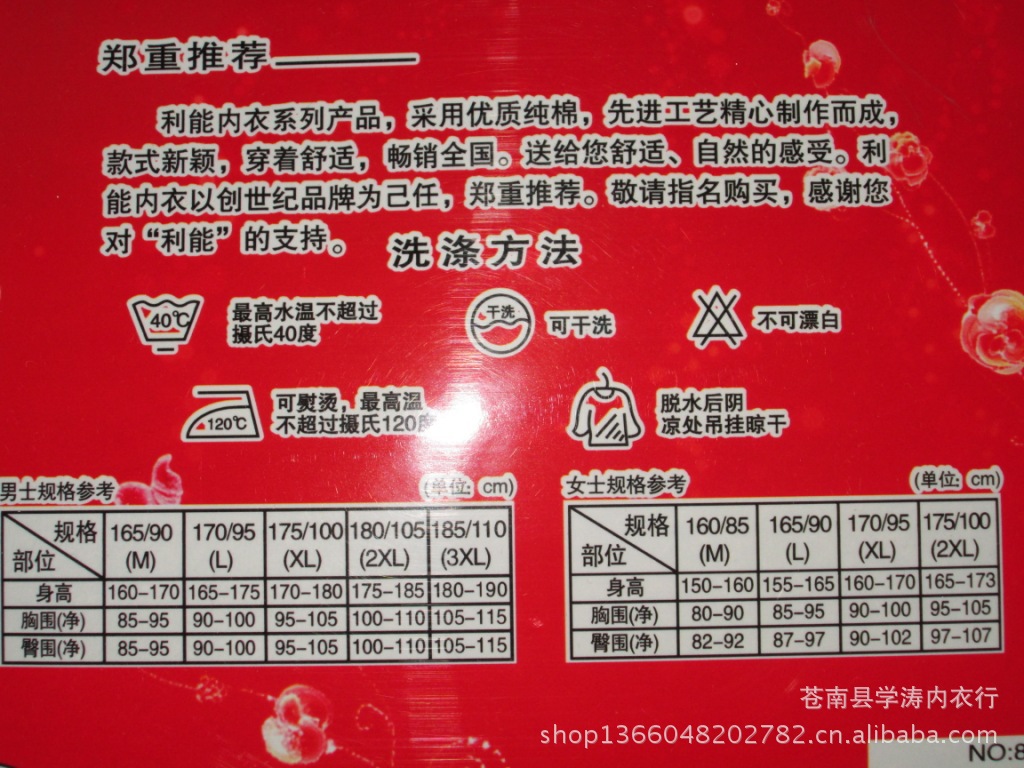 郑重推荐
利能内衣系列产品，采用优质纯棉，先进工艺精心制作而成，
款式新颖，穿着舒适，畅销全国。送给您舒适、自然的感受。利
能内衣以创世纪品牌为己任，郑重推荐。敬请指名购买，感谢您
对“利能”的支持。
洗涤方法
40℃
最高水温不超过
摄氏40度
干洗
可干洗
不可漂白
120℃
可熨烫，最高温
不超过摄氏120度
脱水后阴
凉处吊挂晾干
男士规格参考 (单位: cm)
规格 部位 165/90 (M) 170/95 (L) 175/100 (XL) 180/105 (2XL) 185/110 (3XL)
身高 160-170 165-175 170-180 175-185 180-190
胸围(净) 85-95 90-100 95-105 100-110 105-115
臀围(净) 85-95 90-100 95-105 100-110 105-115
女士规格参考 (单位: cm)
规格 部位 160/85 (M) 165/90 (L) 170/95 (XL) 175/100 (2XL)
身高 150-160 155-165 160-170 165-173
胸围(净) 80-90 85-95 90-100 95-105
臀围(净) 82-92 87-97 90-102 97-107
苍南县学涛内衣行
shop1366048202782.cn.alibaba.com
NO:8